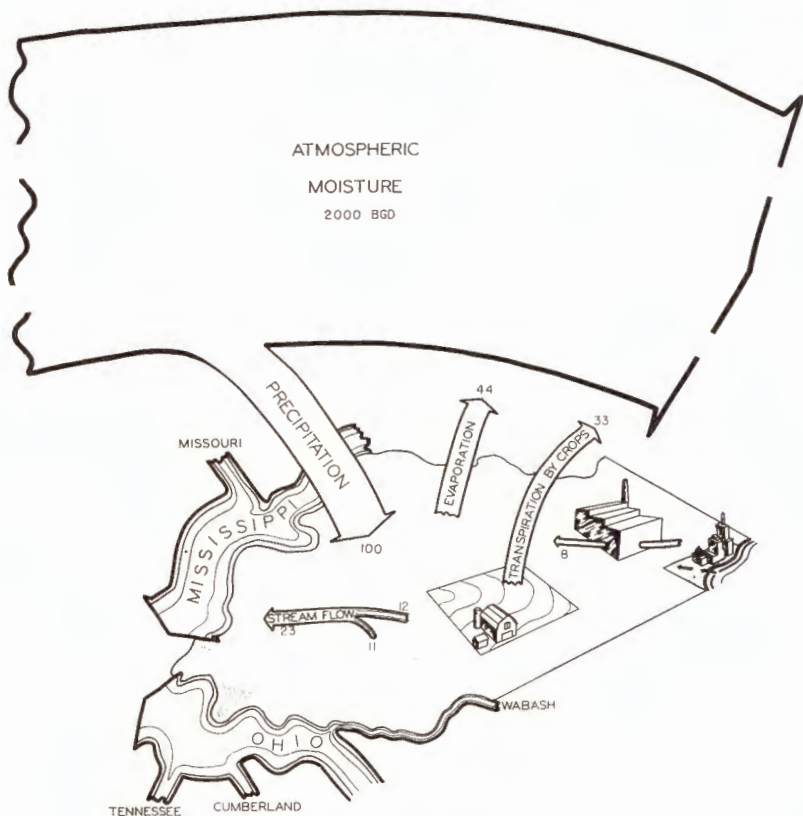 ATMOSPHERIC
MOISTURE
2000 BGD
PRECIPITATION
100
EVAPORATION
44
TRANSPIRATION BY CROPS
33
MISSOURI
MISSISSIPPI
8
STREAM FLOW
23
12
11
WABASH
OHIO
TENNESSEE
CUMBERLAND